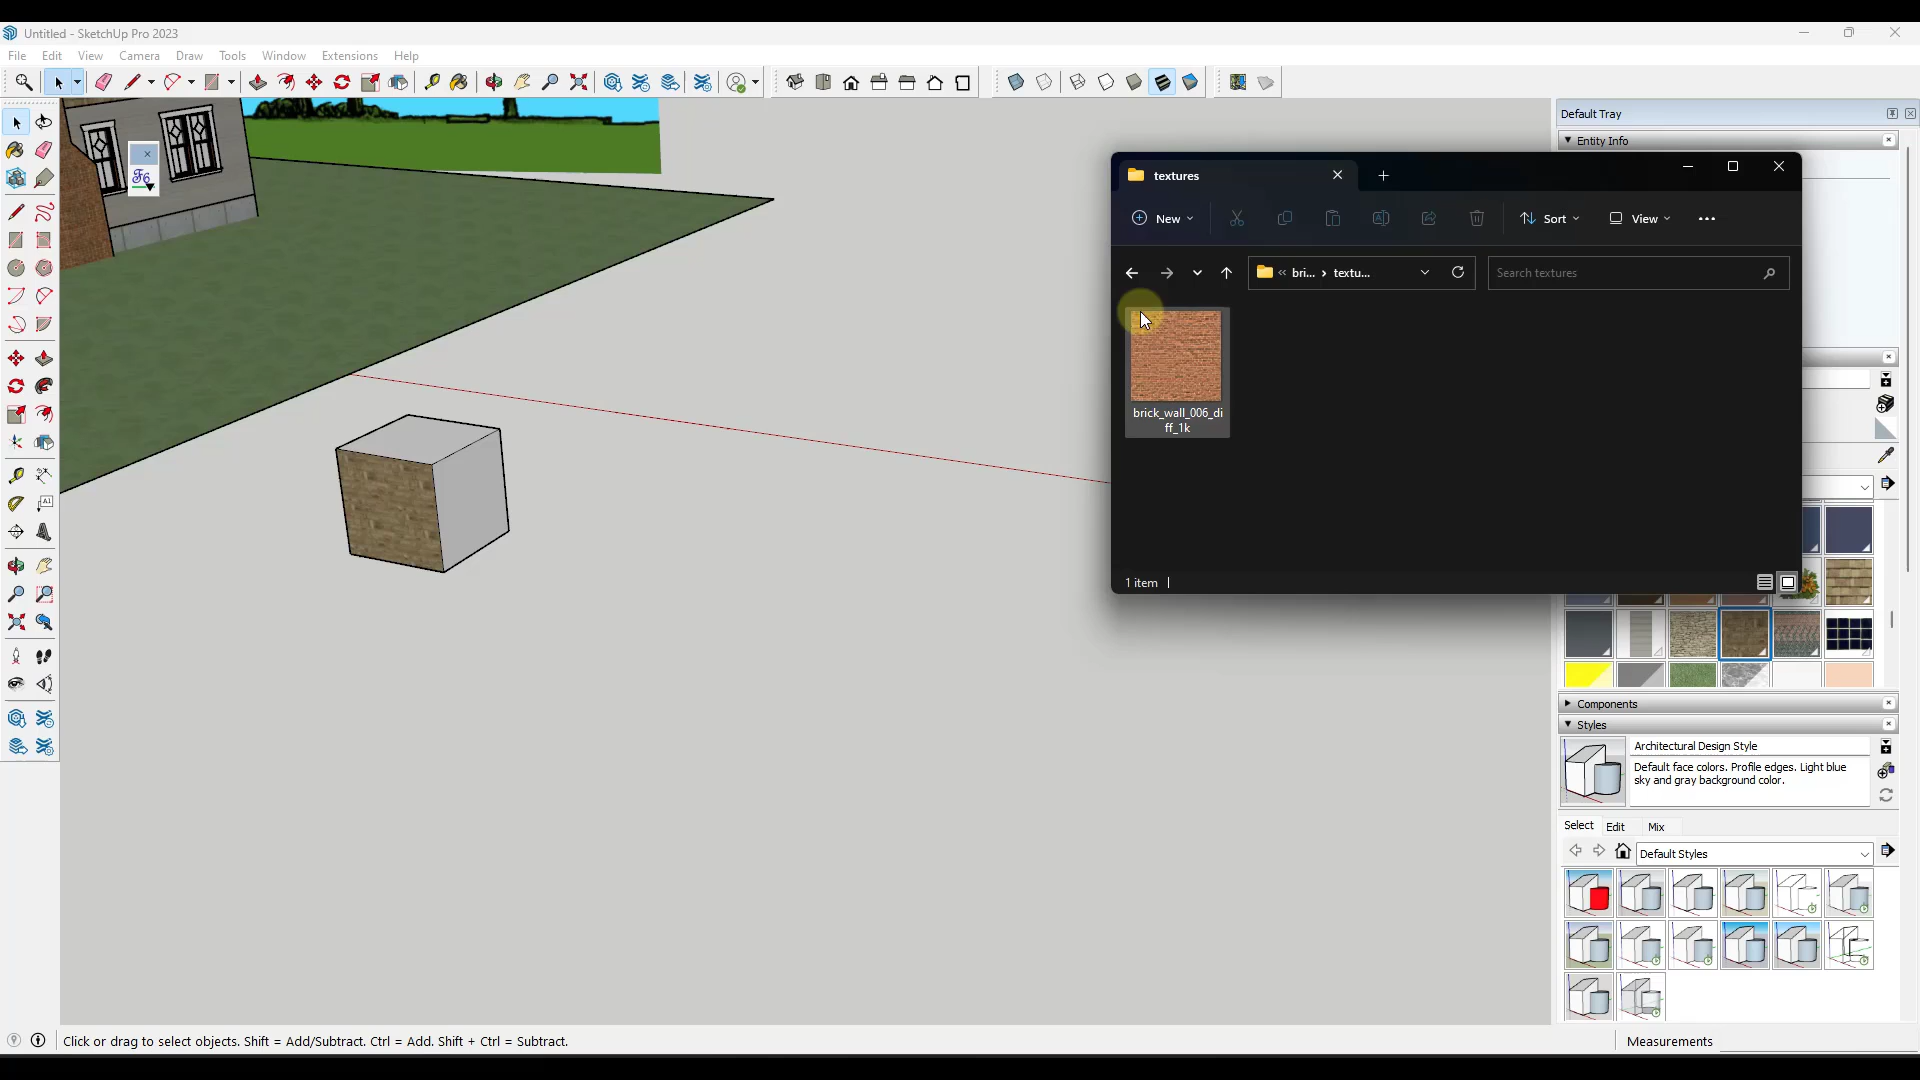 Untitled - SketchUp Pro 2023
File Edit View Camera Draw Tools Window Extensions Help
Default Tray
Entity Info
textures
New
Sort
View
bri... › textu...
Search textures
brick_wall_006_di
ff_1k
1 item
Components
Styles
Architectural Design Style
Default face colors. Profile edges. Light blue
sky and gray background color.
Select Edit Mix
Default Styles
Click or drag to select objects. Shift = Add/Subtract. Ctrl = Add. Shift + Ctrl = Subtract.
Measurements